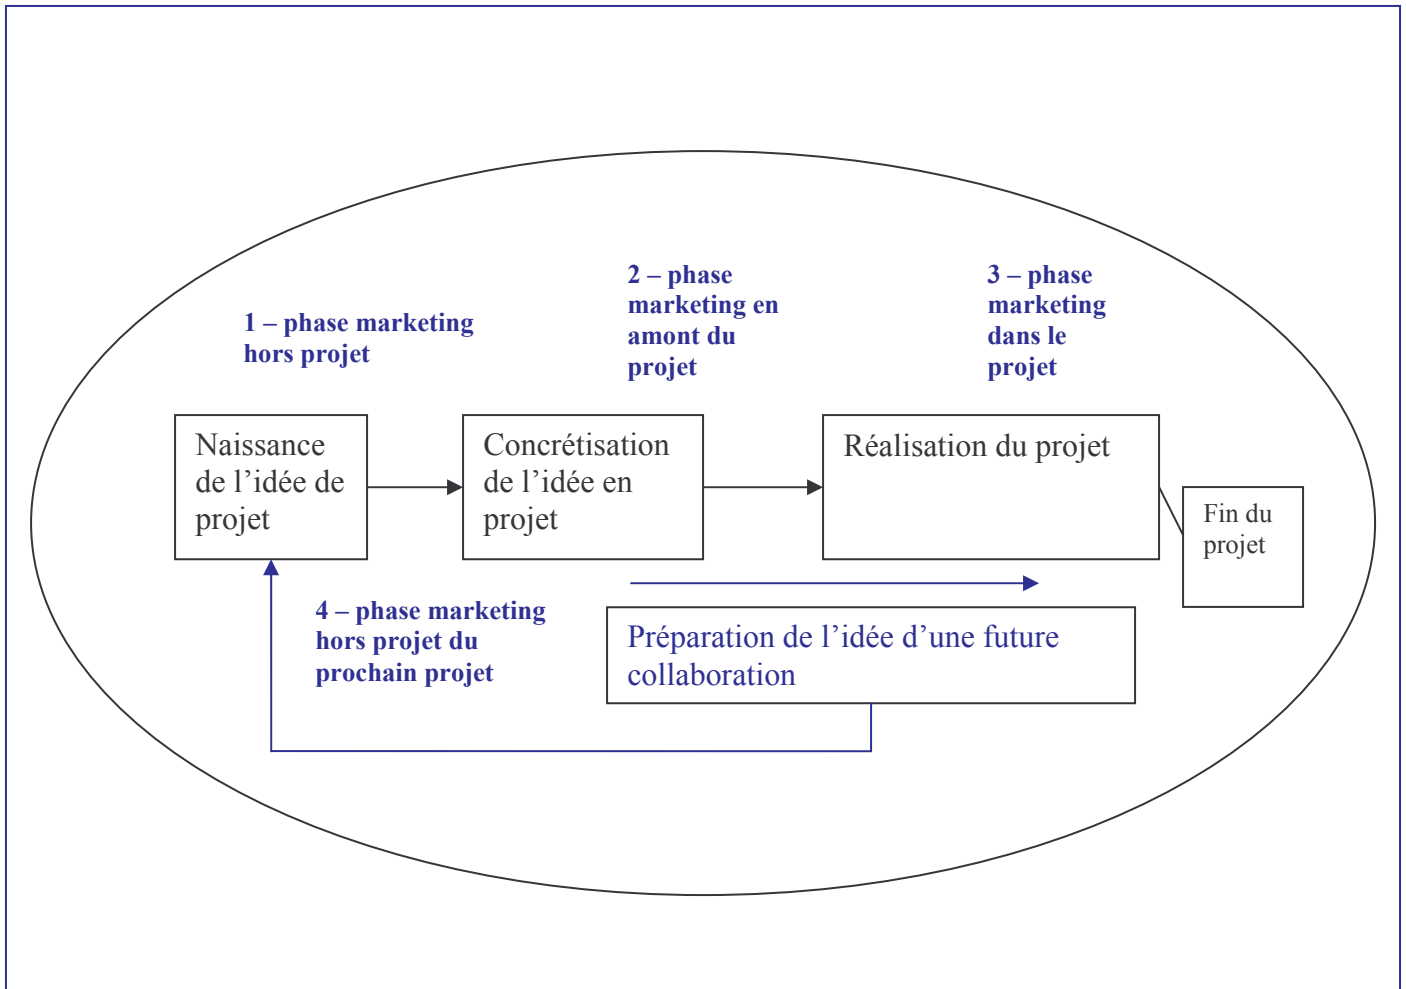 1 – phase marketing
hors projet
2 – phase
marketing en
amont du
projet
3 – phase
marketing
dans le
projet
Naissance
de l’idée de
projet
Concrétisation
de l’idée en
projet
Réalisation du projet
Fin du
projet
4 – phase marketing
hors projet du
prochain projet
Préparation de l’idée d’une future
collaboration